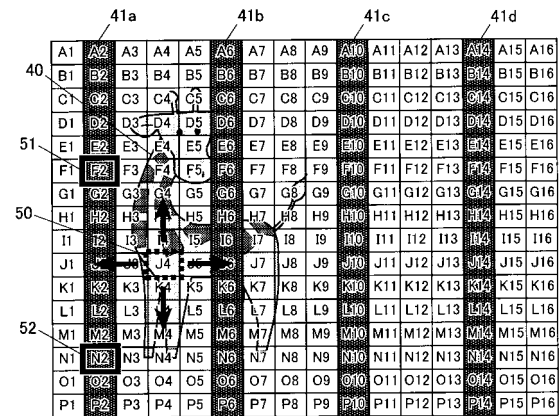 41a 41b 41c 41d
40
51
50
52
A1 A2 A3 A4 A5 A6 A7 A8 A9 A10 A11 A12 A13 A14 A15 A16
B1 B2 B3 B4 B5 B6 B7 B8 B9 B10 B11 B12 B13 B14 B15 B16
C1 C2 C3 C4 C5 C6 C7 C8 C9 C10 C11 C12 C13 C14 C15 C16
D1 D2 D3 D4 D5 D6 D7 D8 D9 D10 D11 D12 D13 D14 D15 D16
E1 E2 E3 E4 E5 E6 E7 E8 E9 E10 E11 E12 E13 E14 E15 E16
F1 F2 F3 F4 F5 F6 F7 F8 F9 F10 F11 F12 F13 F14 F15 F16
G1 G2 G3 G4 G5 G6 G7 G8 G9 G10 G11 G12 G13 G14 G15 G16
H1 H2 H3 H5 H6 H7 H8 H9 H10 H11 H12 H13 H14 H15 H16
I1 I2 I3 I5 I6 I7 I8 I9 I10 I11 I12 I13 I14 I15 I16
J1 J3 J4 J5 J7 J8 J9 J10 J11 J12 J13 J14 J15 J16
K1 K2 K3 K4 K5 K6 K7 K8 K9 K10 K11 K12 K13 K14 K15 K16
L1 L2 L3 L5 L6 L7 L8 L9 L10 L11 L12 L13 L14 L15 L16
M1 M2 M3 M4 M5 M6 M7 M8 M9 M10 M11 M12 M13 M14 M15 M16
N1 N2 N3 N4 N5 N6 N7 N8 N9 N10 N11 N12 N13 N14 N15 N16
O1 O2 O3 O4 O5 O6 O7 O8 O9 O10 O11 O12 O13 O14 O15 O16
P1 P2 P3 P4 P5 P6 P7 P8 P9 P10 P11 P12 P13 P14 P15 P16